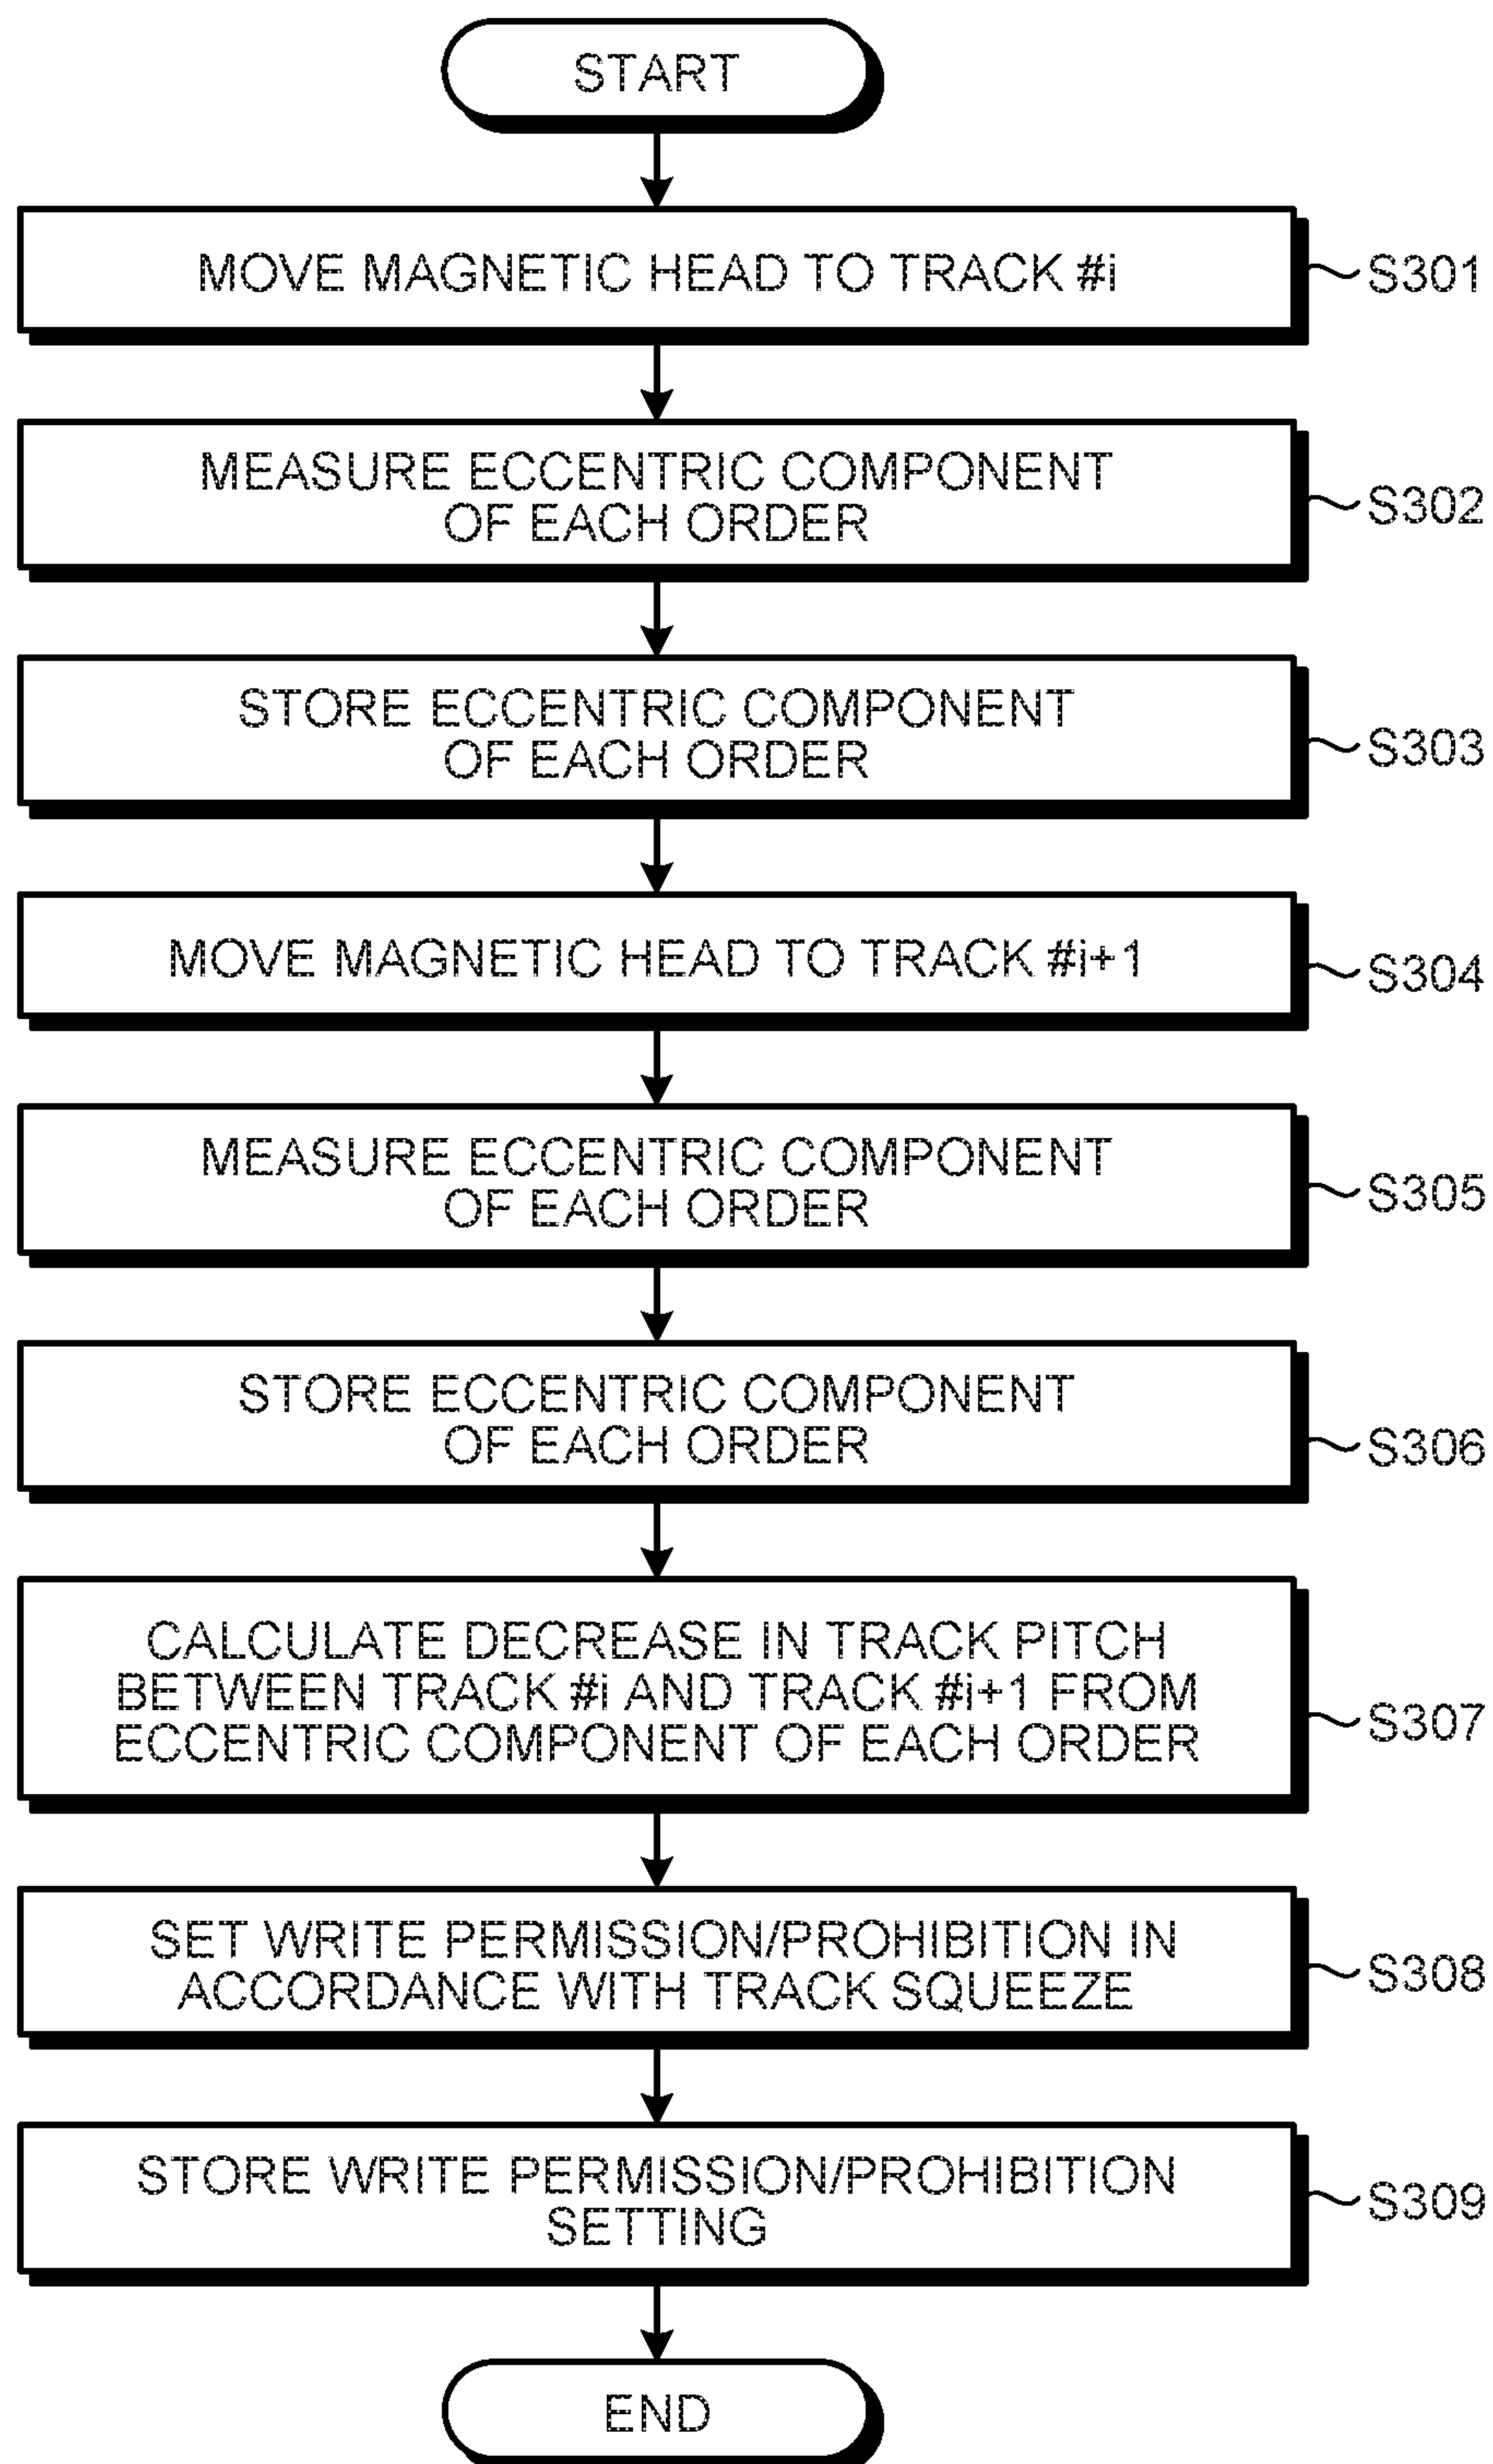 START
MOVE MAGNETIC HEAD TO TRACK #i
S301
MEASURE ECCENTRIC COMPONENT
OF EACH ORDER
S302
STORE ECCENTRIC COMPONENT
OF EACH ORDER
S303
MOVE MAGNETIC HEAD TO TRACK #i+1
S304
MEASURE ECCENTRIC COMPONENT
OF EACH ORDER
S305
STORE ECCENTRIC COMPONENT
OF EACH ORDER
S306
CALCULATE DECREASE IN TRACK PITCH
BETWEEN TRACK #i AND TRACK #i+1 FROM
ECCENTRIC COMPONENT OF EACH ORDER
S307
SET WRITE PERMISSION/PROHIBITION IN
ACCORDANCE WITH TRACK SQUEEZE
S308
STORE WRITE PERMISSION/PROHIBITION
SETTING
S309
END